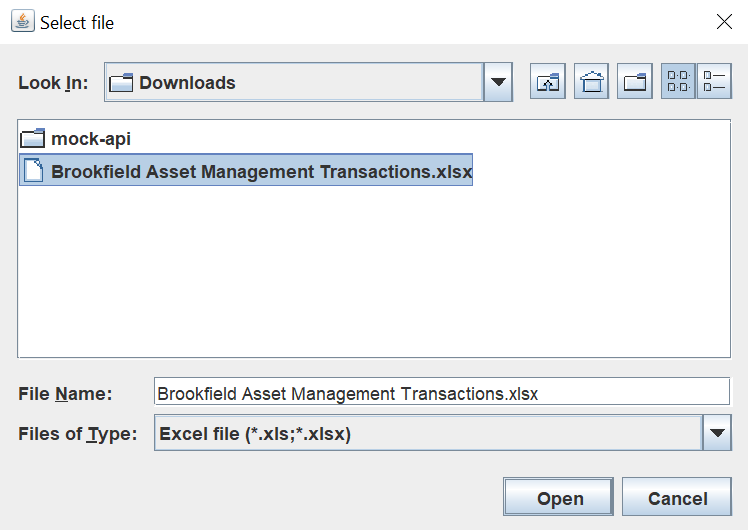 Select file
Look In: Downloads
mock-api
Brookfield Asset Management Transactions.xlsx
File Name: Brookfield Asset Management Transactions.xlsx
Files of Type: Excel file (*.xls;*.xlsx)
Open Cancel